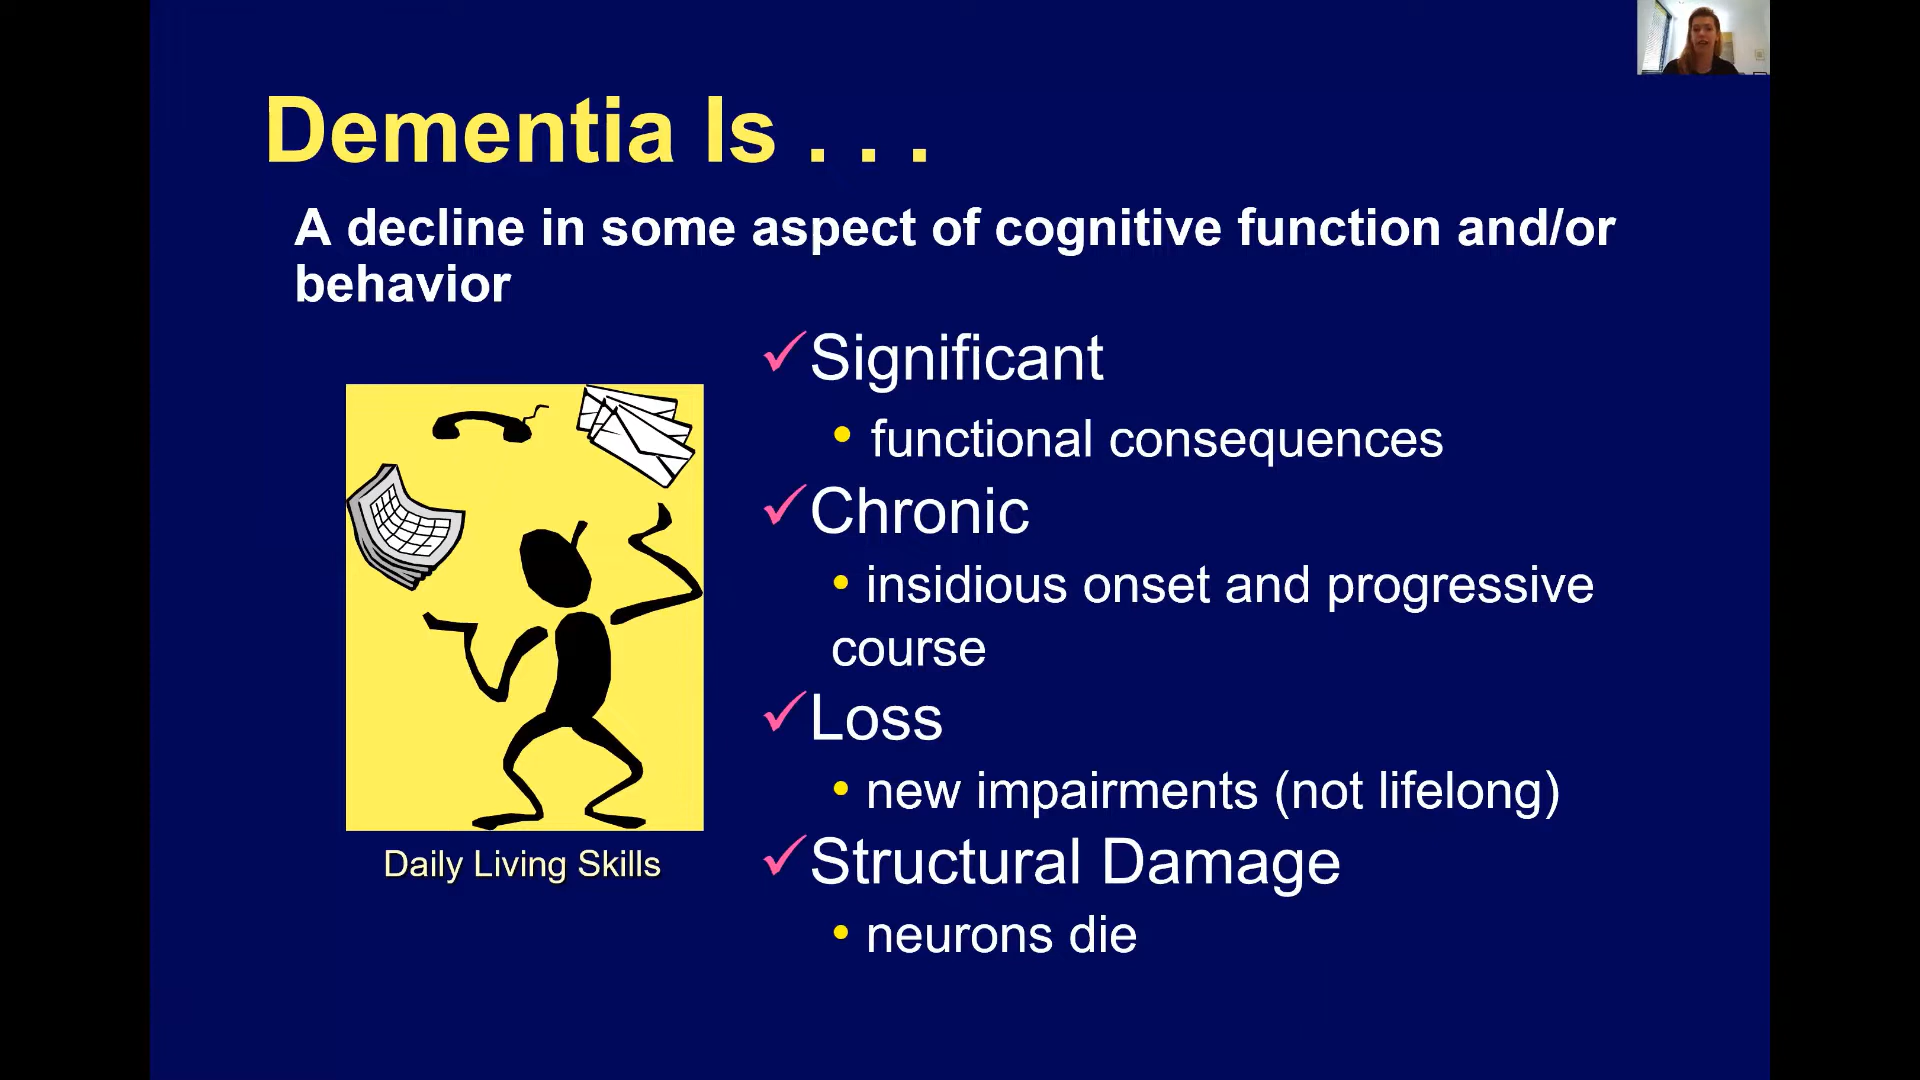 Dementia Is . . .
A decline in some aspect of cognitive function and/or
behavior
✓Significant
• functional consequences
✓Chronic
• insidious onset and progressive
course
✓Loss
• new impairments (not lifelong)
✓Structural Damage
• neurons die
Daily Living Skills